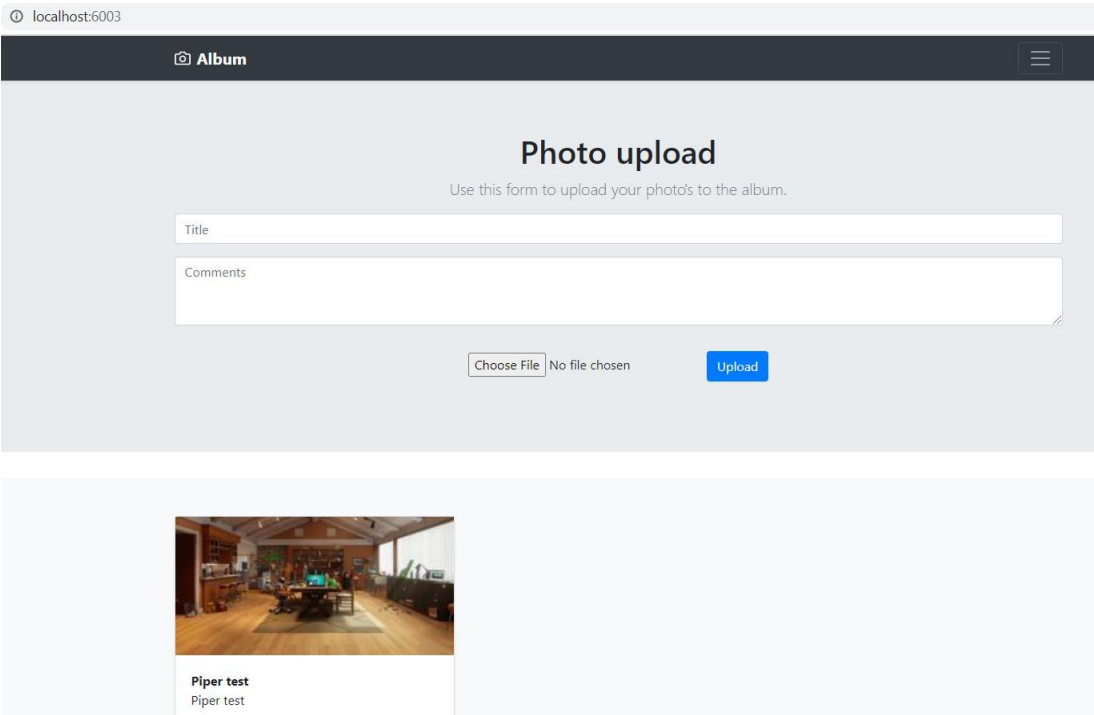 localhost:6003
Album
Photo upload
Use this form to upload your photo's to the album.
Title
Comments
Choose File No file chosen
Upload
Piper test
Piper test